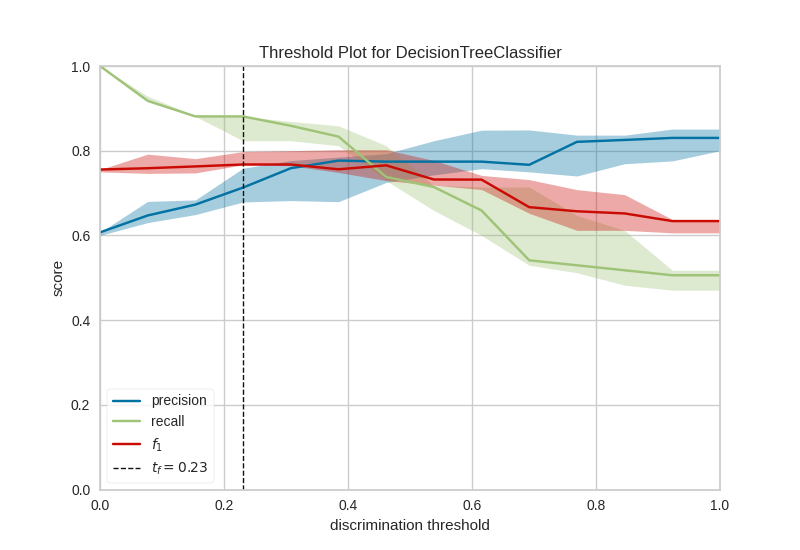 Threshold Plot for DecisionTreeClassifier
1.0
0.8
0.6
0.4
0.2
0.0
score
precision
recall
f₁
t_f = 0.23
0.0 0.2 0.4 0.6 0.8 1.0
discrimination threshold